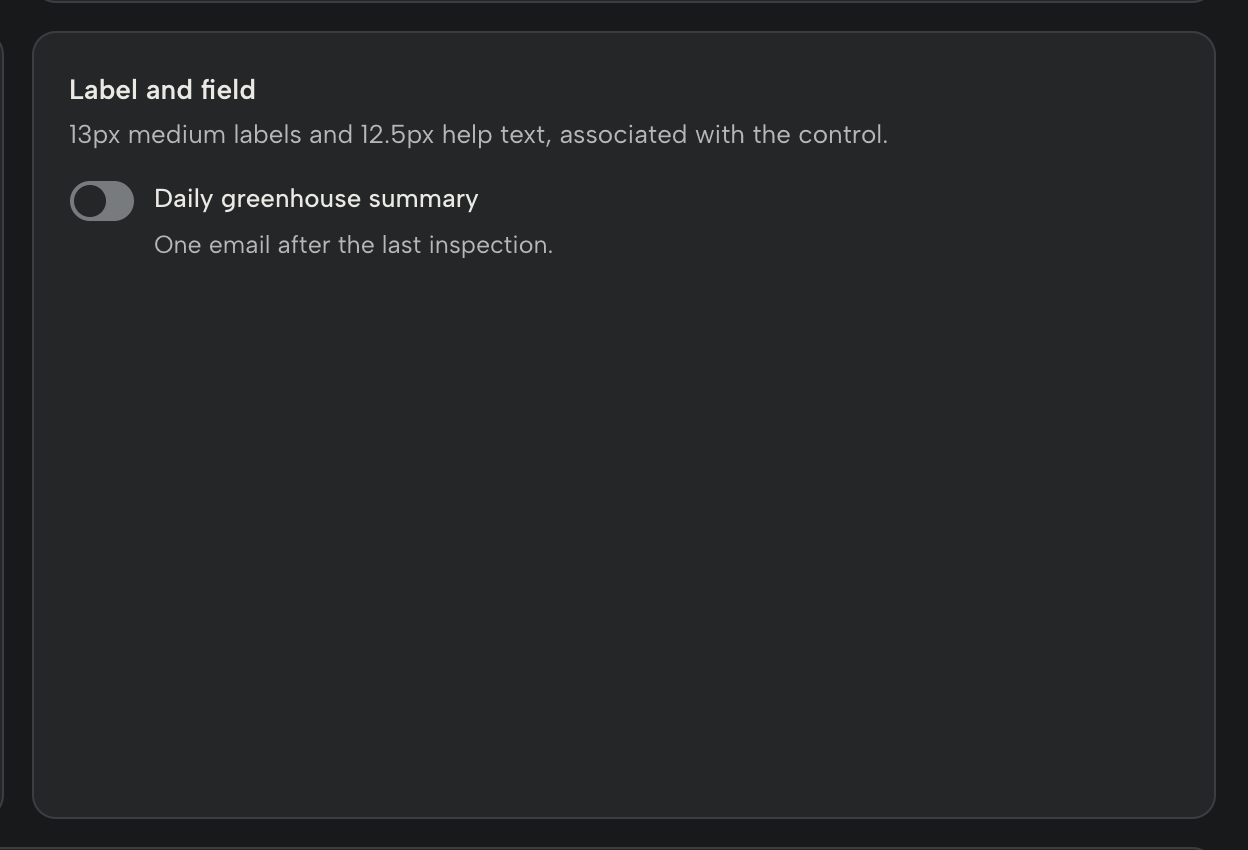 Label and field
13px medium labels and 12.5px help text, associated with the control.
Daily greenhouse summary
One email after the last inspection.